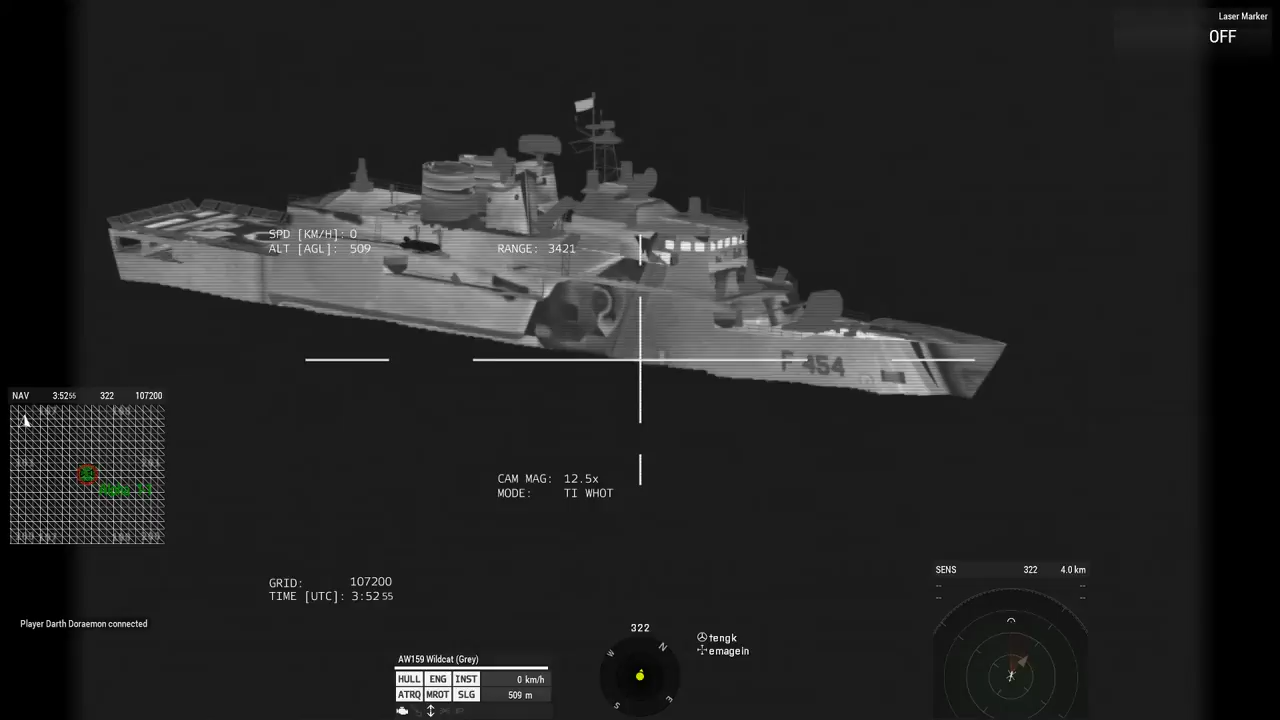 Laser Marker
OFF
SPD [KM/H]: 0
ALT [AGL]: 509
RANGE: 3421
F 454
NAV 3:52 55 322 107200
CAM MAG: 12.5x
MODE: TI WHOT
GRID: 107200
TIME [UTC]: 3:52 55
SENS 322 4.0 km
-- --
-- --
Player Darth Doraemon connected
322
W N
S E
tengk
emagein
AW159 Wildcat (Grey)
HULL ENG INST 0 km/h
ATRQ MROT SLG 509 m